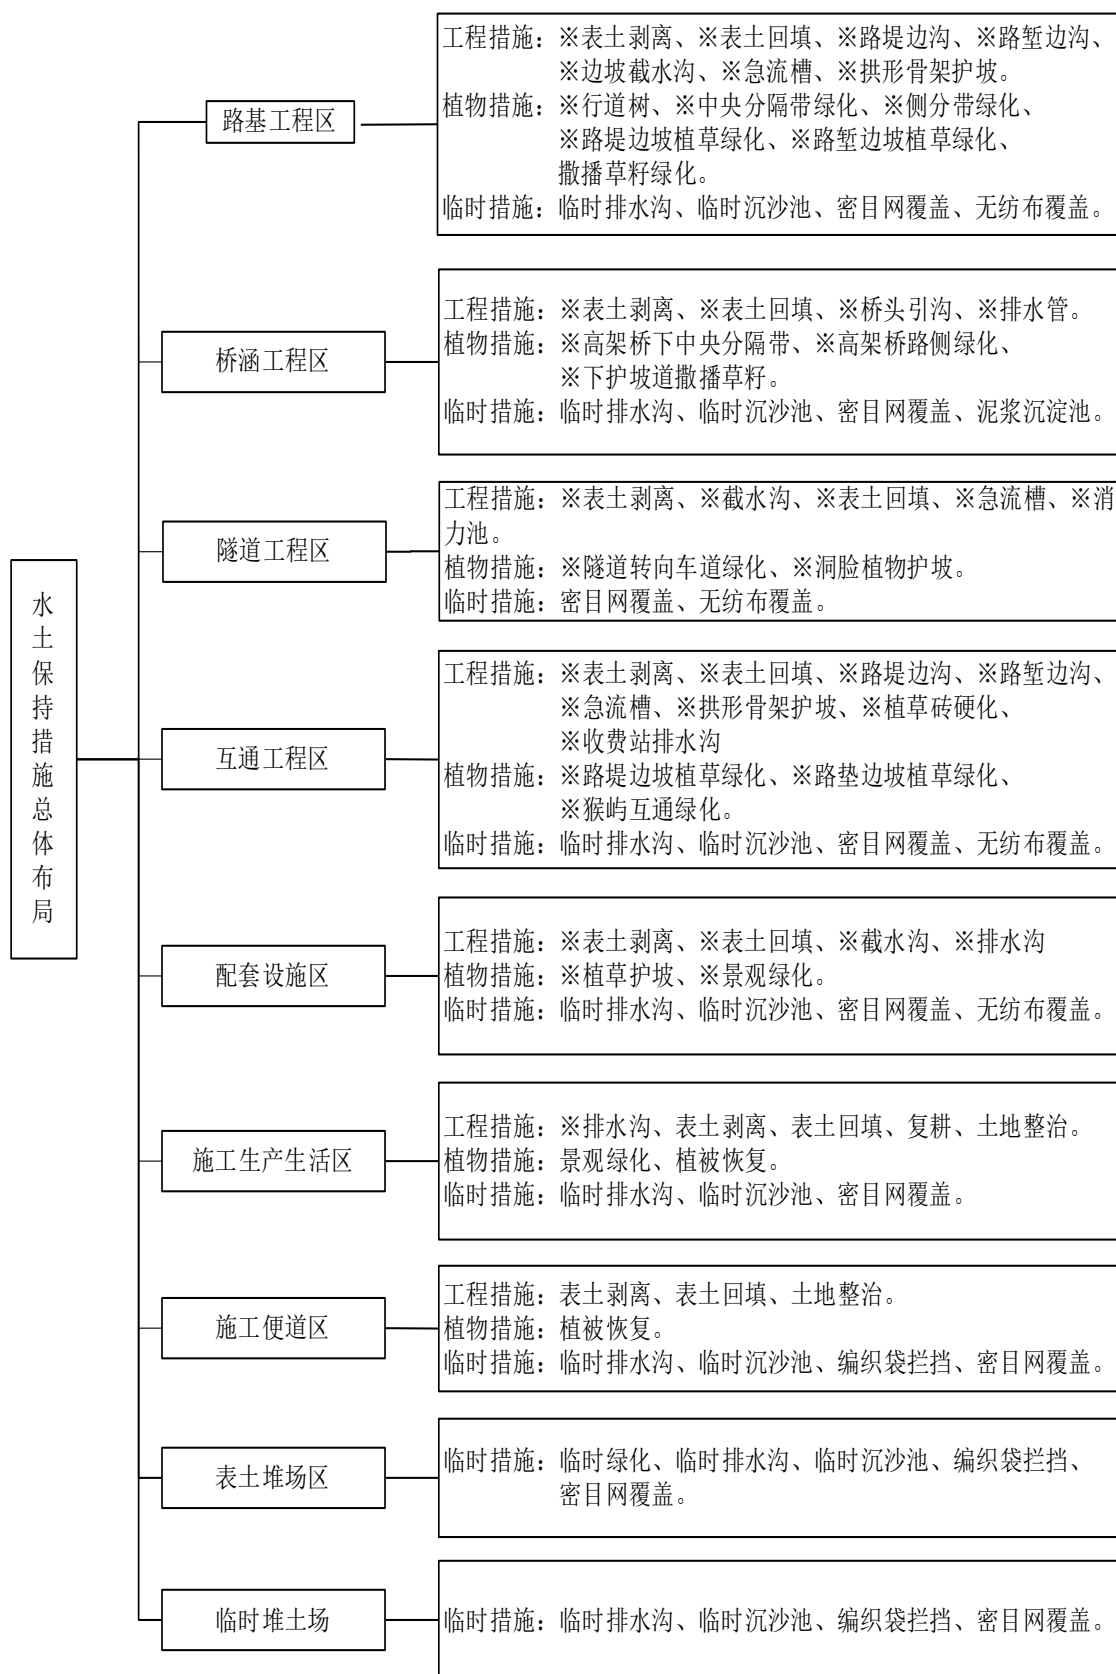 水土保持措施总体布局
路基工程区
工程措施：※表土剥离、※表土回填、※路堤边沟、※路堑边沟、
※边坡截水沟、※急流槽、※拱形骨架护坡。
植物措施：※行道树、※中央分隔带绿化、※侧分带绿化、
※路堤边坡植草绿化、※路堑边坡植草绿化、
撒播草籽绿化。
临时措施：临时排水沟、临时沉沙池、密目网覆盖、无纺布覆盖。
桥涵工程区
工程措施：※表土剥离、※表土回填、※桥头引沟、※排水管。
植物措施：※高架桥下中央分隔带、※高架桥路侧绿化、
※下护坡道撒播草籽。
临时措施：临时排水沟、临时沉沙池、密目网覆盖、泥浆沉淀池。
隧道工程区
工程措施：※表土剥离、※截水沟、※表土回填、※急流槽、※消
力池。
植物措施：※隧道转向车道绿化、※洞脸植物护坡。
临时措施：密目网覆盖、无纺布覆盖。
互通工程区
工程措施：※表土剥离、※表土回填、※路堤边沟、※路堑边沟、
※急流槽、※拱形骨架护坡、※植草砖硬化、
※收费站排水沟
植物措施：※路堤边坡植草绿化、※路垫边坡植草绿化、
※猴屿互通绿化。
临时措施：临时排水沟、临时沉沙池、密目网覆盖、无纺布覆盖。
配套设施区
工程措施：※表土剥离、※表土回填、※截水沟、※排水沟
植物措施：※植草护坡、※景观绿化。
临时措施：临时排水沟、临时沉沙池、密目网覆盖、无纺布覆盖。
施工生产生活区
工程措施：※排水沟、表土剥离、表土回填、复耕、土地整治。
植物措施：景观绿化、植被恢复。
临时措施：临时排水沟、临时沉沙池、密目网覆盖。
施工便道区
工程措施：表土剥离、表土回填、土地整治。
植物措施：植被恢复。
临时措施：临时排水沟、临时沉沙池、编织袋拦挡、密目网覆盖。
表土堆场区
临时措施：临时绿化、临时排水沟、临时沉沙池、编织袋拦挡、
密目网覆盖。
临时堆土场
临时措施：临时排水沟、临时沉沙池、编织袋拦挡、密目网覆盖。